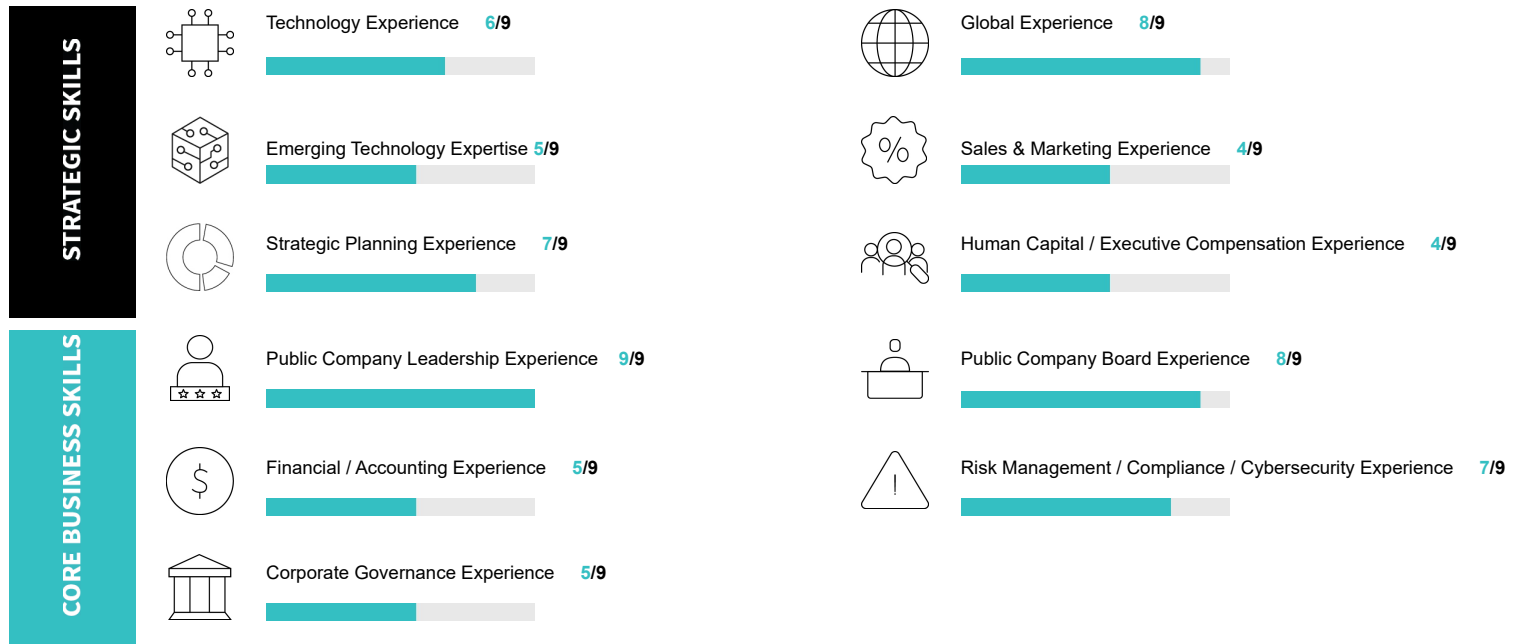 STRATEGIC SKILLS
Technology Experience 6/9
Global Experience 8/9
Emerging Technology Expertise 5/9
Sales & Marketing Experience 4/9
%
Strategic Planning Experience 7/9
Human Capital / Executive Compensation Experience 4/9
CORE BUSINESS SKILLS
Public Company Leadership Experience 9/9
Public Company Board Experience 8/9
Financial / Accounting Experience 5/9
$
Risk Management / Compliance / Cybersecurity Experience 7/9
!
Corporate Governance Experience 5/9